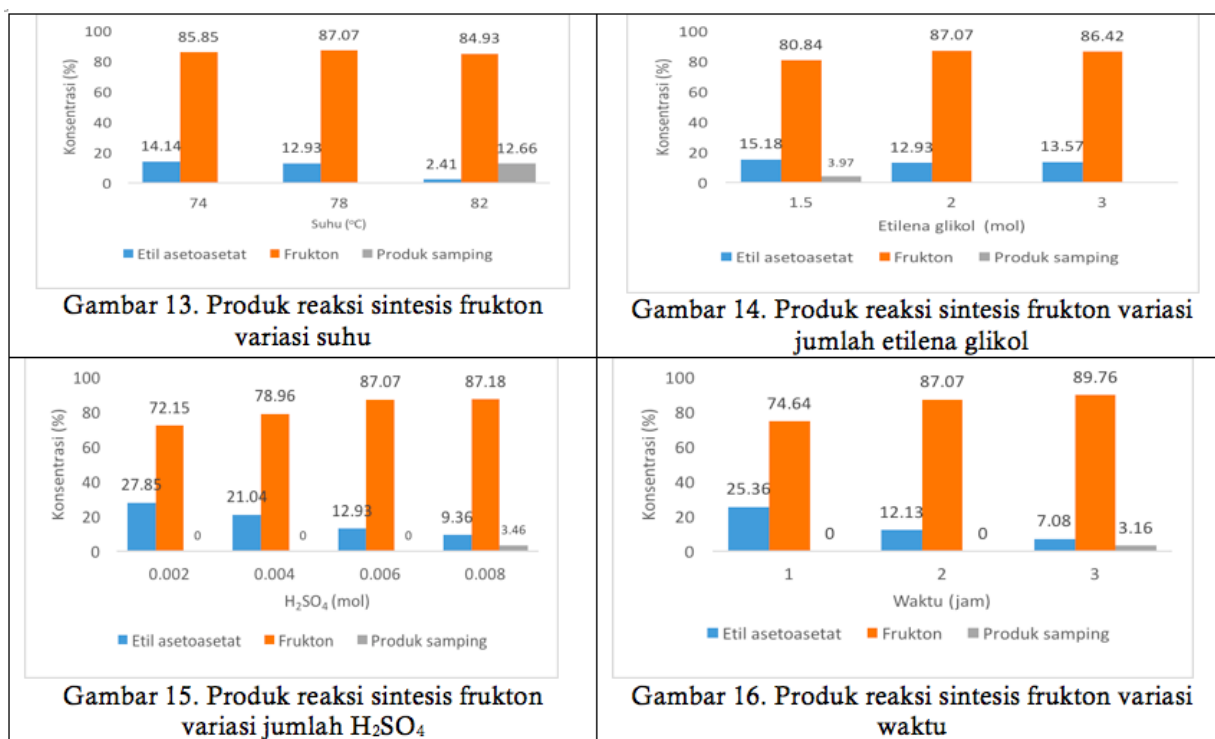 100
80
60
40
20
0
Konsentrasi (%)
85.85
87.07
84.93
14.14
12.93
2.41
12.66
74
78
82
Suhu (°C)
Etil asetoasetat
Frukton
Produk samping
Gambar 13. Produk reaksi sintesis frukton
variasi suhu
100
80
60
40
20
0
Konsentrasi (%)
80.84
87.07
86.42
15.18
3.97
12.93
13.57
1.5
2
3
Etilena glikol (mol)
Etil asetoasetat
Frukton
Produk samping
Gambar 14. Produk reaksi sintesis frukton variasi
jumlah etilena glikol
100
80
60
40
20
0
Konsentrasi (%)
72.15
78.96
87.07
87.18
27.85
0
21.04
0
12.93
0
9.36
3.46
0.002
0.004
0.006
0.008
H₂SO₄ (mol)
Etil asetoasetat
Frukton
Produk samping
Gambar 15. Produk reaksi sintesis frukton
variasi jumlah H₂SO₄
100
80
60
40
20
0
Konsentrasi (%)
74.64
87.07
89.76
25.36
0
12.13
0
7.08
3.16
1
2
3
Waktu (jam)
Etil asetoasetat
Frukton
Produk samping
Gambar 16. Produk reaksi sintesis frukton variasi
waktu